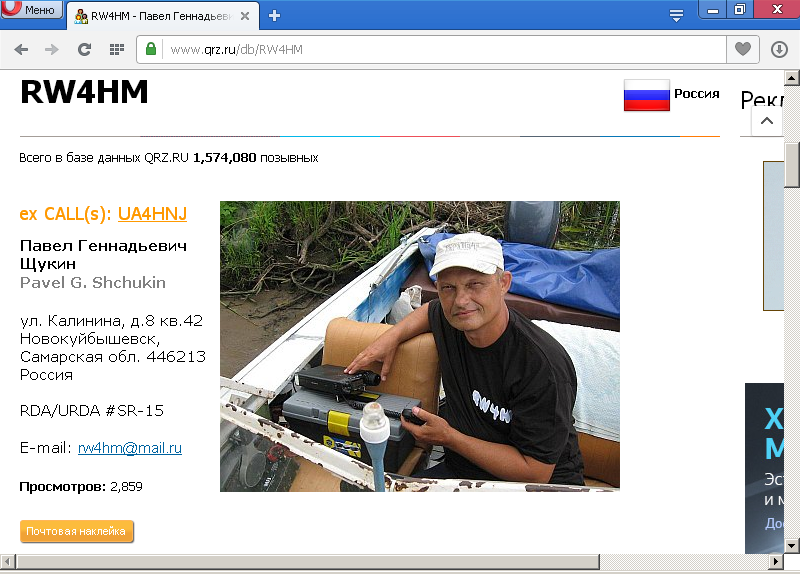 Меню
RW4HM - Павел Геннадьеви
www.qrz.ru/db/RW4HM
RW4HM
Россия
Рекл
Всего в базе данных QRZ.RU 1,574,080 позывных
ex CALL(s): UA4HNJ
Павел Геннадьевич
Щукин
Pavel G. Shchukin
ул. Калинина, д.8 кв.42
Новокуйбышевск,
Самарская обл. 446213
Россия
RDA/URDA #SR-15
E-mail: rw4hm@mail.ru
Просмотров: 2,859
Почтовая наклейка
RW4HM
Х
М
Эс
и м
До